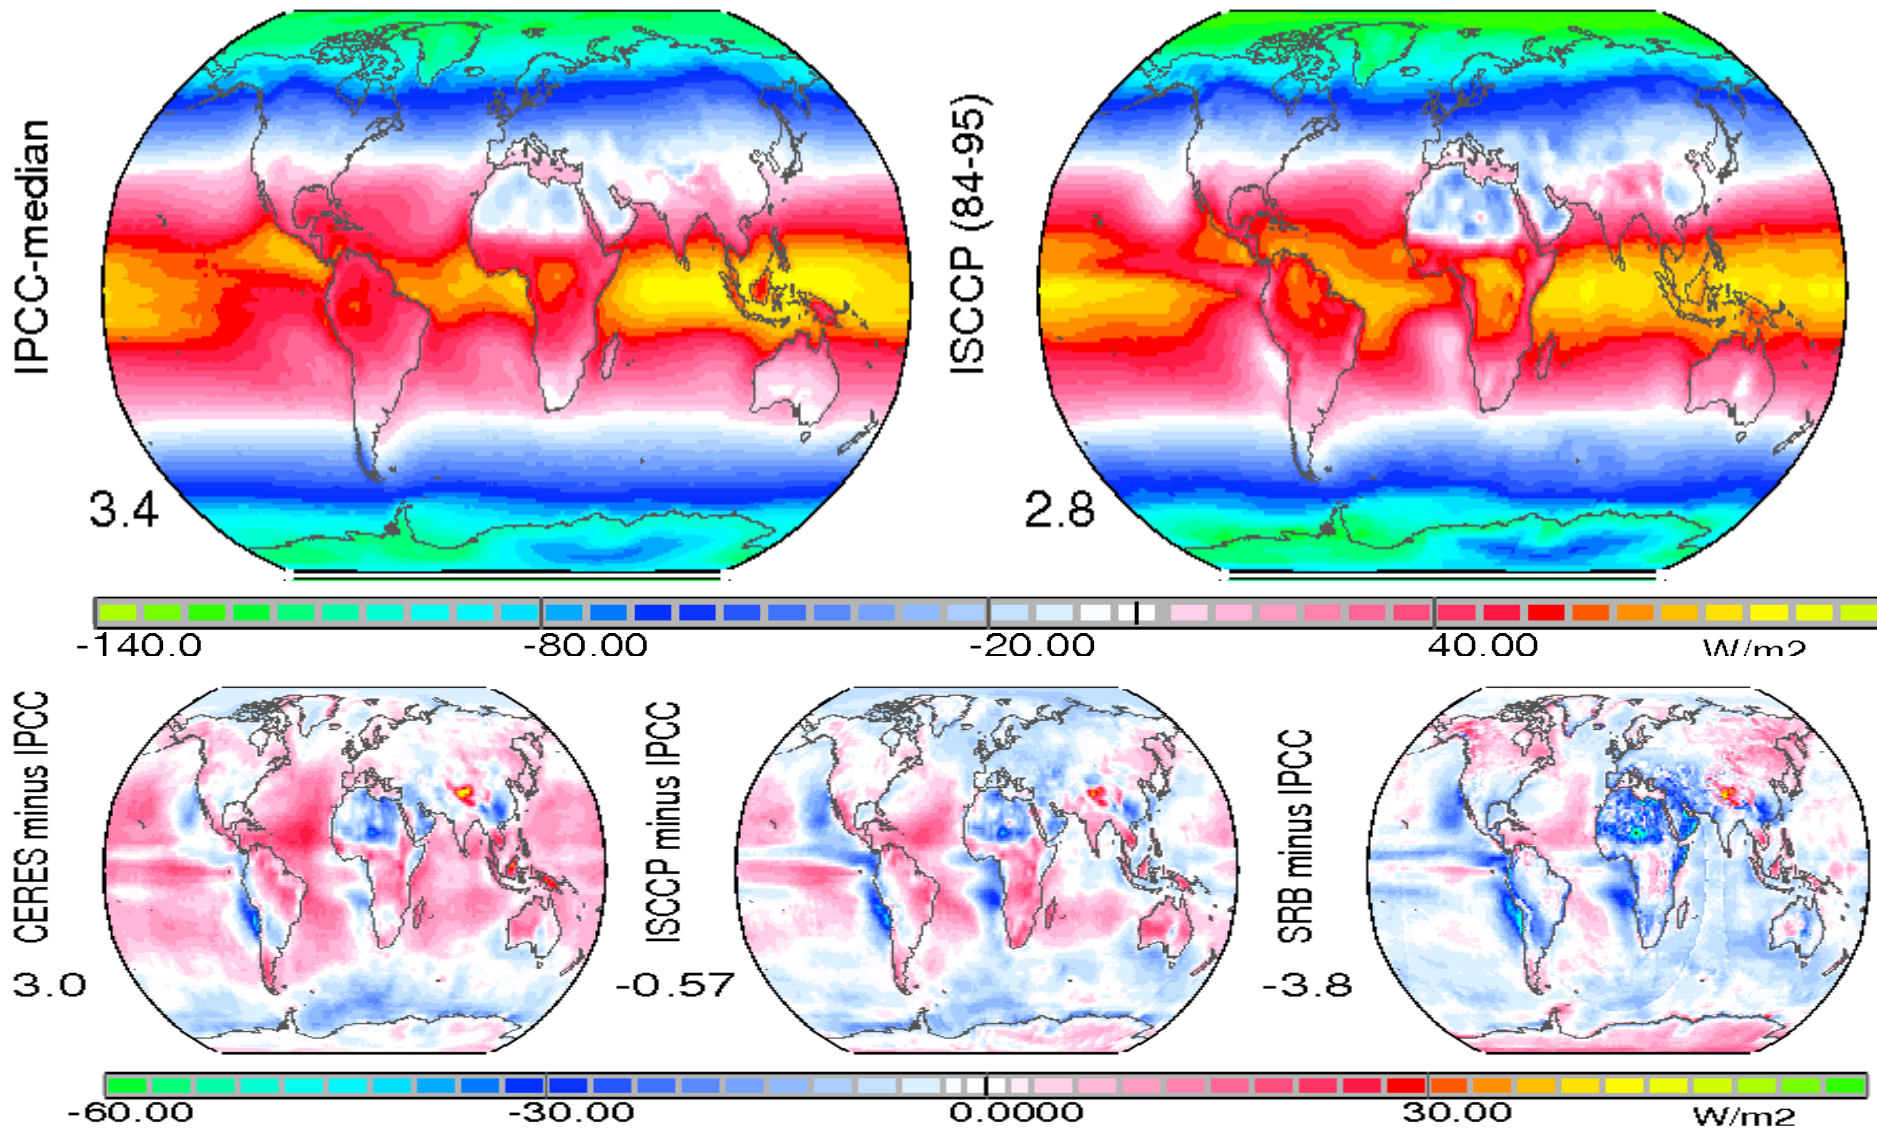 IPCC-median
3.4
ISCCP (84-95)
2.8
-140.0 -80.00 -20.00 40.00 W/m2
CERES minus IPCC
3.0
ISCCP minus IPCC
-0.57
SRB minus IPCC
-3.8
-60.00 -30.00 0.0000 30.00 W/m2